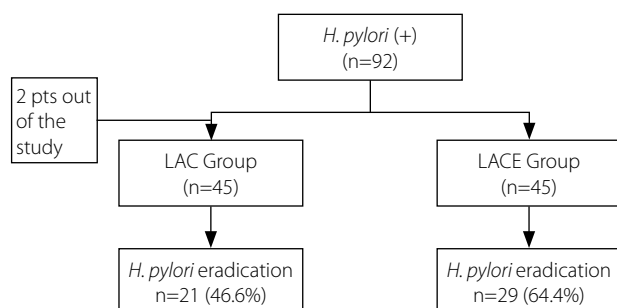 H. pylori (+)
(n=92)
2 pts out
of the
study
LAC Group
(n=45)
LACE Group
(n=45)
H. pylori eradication
n=21 (46.6%)
H. pylori eradication
n=29 (64.4%)